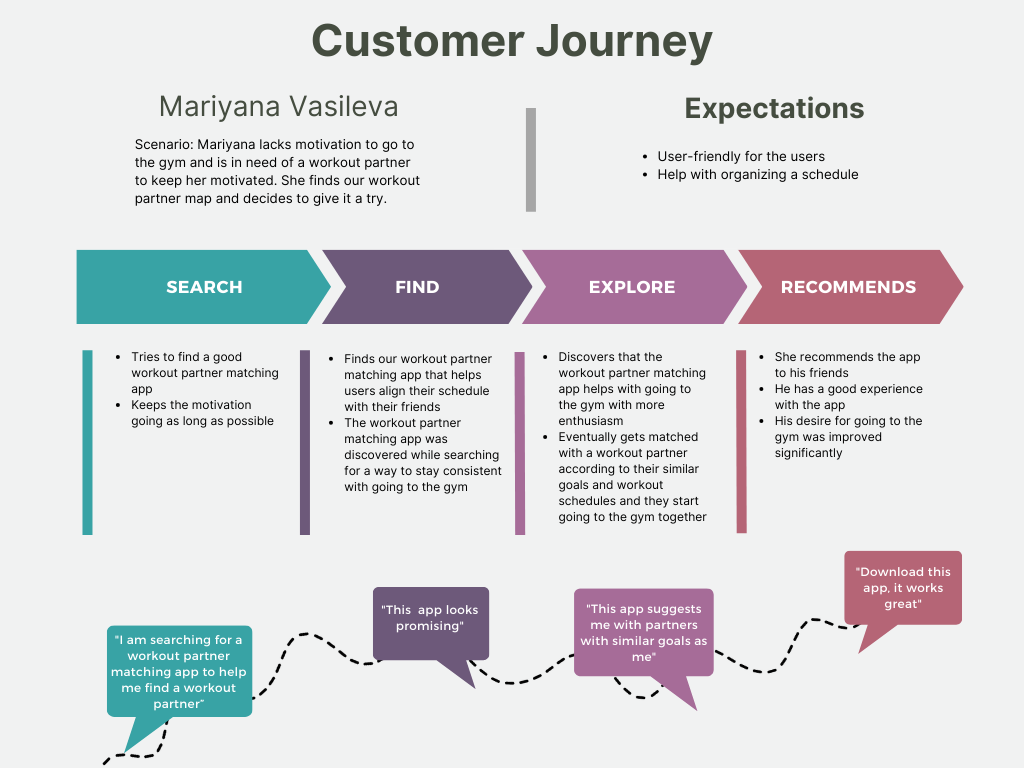 Customer Journey
Mariyana Vasileva
Scenario: Mariyana lacks motivation to go to
the gym and is in need of a workout partner
to keep her motivated. She finds our workout
partner map and decides to give it a try.
Expectations
• User-friendly for the users
• Help with organizing a schedule
SEARCH
FIND
EXPLORE
RECOMMENDS
• Tries to find a good
workout partner matching
app
• Keeps the motivation
going as long as possible
• Finds our workout partner
matching app that helps
users align their schedule
with their friends
• The workout partner
matching app was
discovered while searching
for a way to stay consistent
with going to the gym
• Discovers that the
workout partner matching
app helps with going to
the gym with more
enthusiasm
• Eventually gets matched
with a workout partner
according to their similar
goals and workout
schedules and they start
going to the gym together
• She recommends the app
to his friends
• He has a good experience
with the app
• His desire for going to the
gym was improved
significantly
"I am searching for a
workout partner
matching app to help
me find a workout
partner"
"This  app looks
promising"
"This app suggests
me with partners
with similar goals as
me"
"Download this
app, it works
great"